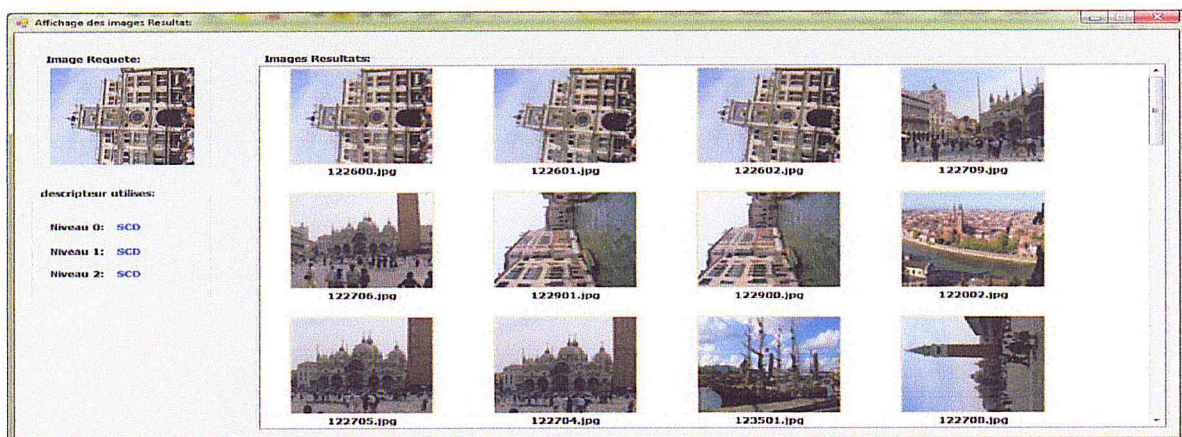 Affichage des images Resultat:
Image Requete:
Images Resultats:
122600.jpg
122601.jpg
122602.jpg
122709.jpg
descripteur utilises:
Niveau 0: SCD
Niveau 1: SCD
Niveau 2: SCD
122706.jpg
122901.jpg
122900.jpg
122002.jpg
122705.jpg
122704.jpg
123501.jpg
122708.jpg